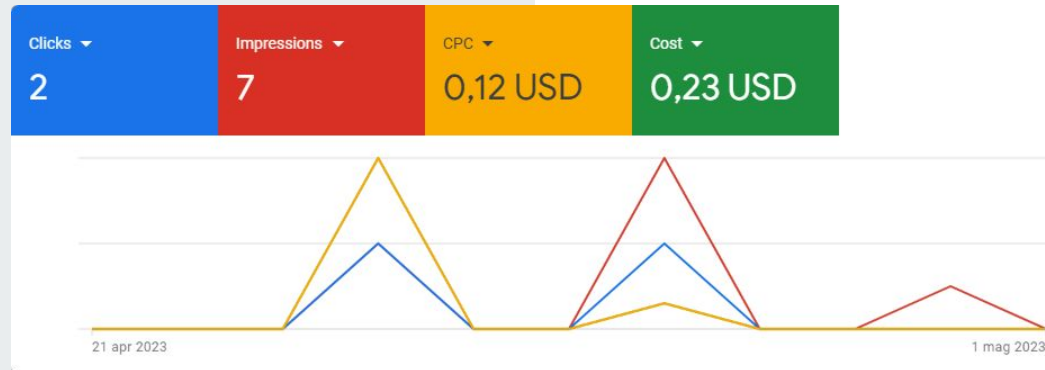 Clicks
2
Impressions
7
CPC
0,12 USD
Cost
0,23 USD
21 apr 2023
1 mag 2023